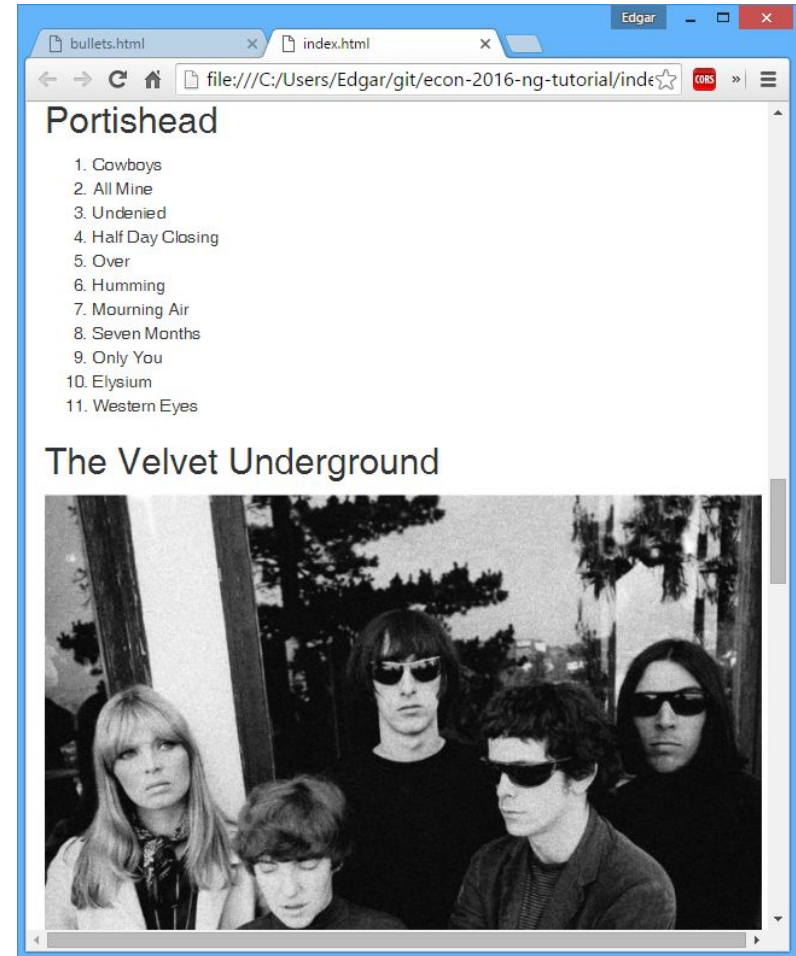 Edgar
bullets.html
index.html
file:///C:/Users/Edgar/git/econ-2016-ng-tutorial/inde
CORS
»
Portishead
1. Cowboys
2. All Mine
3. Undenied
4. Half Day Closing
5. Over
6. Humming
7. Mourning Air
8. Seven Months
9. Only You
10. Elysium
11. Western Eyes
The Velvet Underground